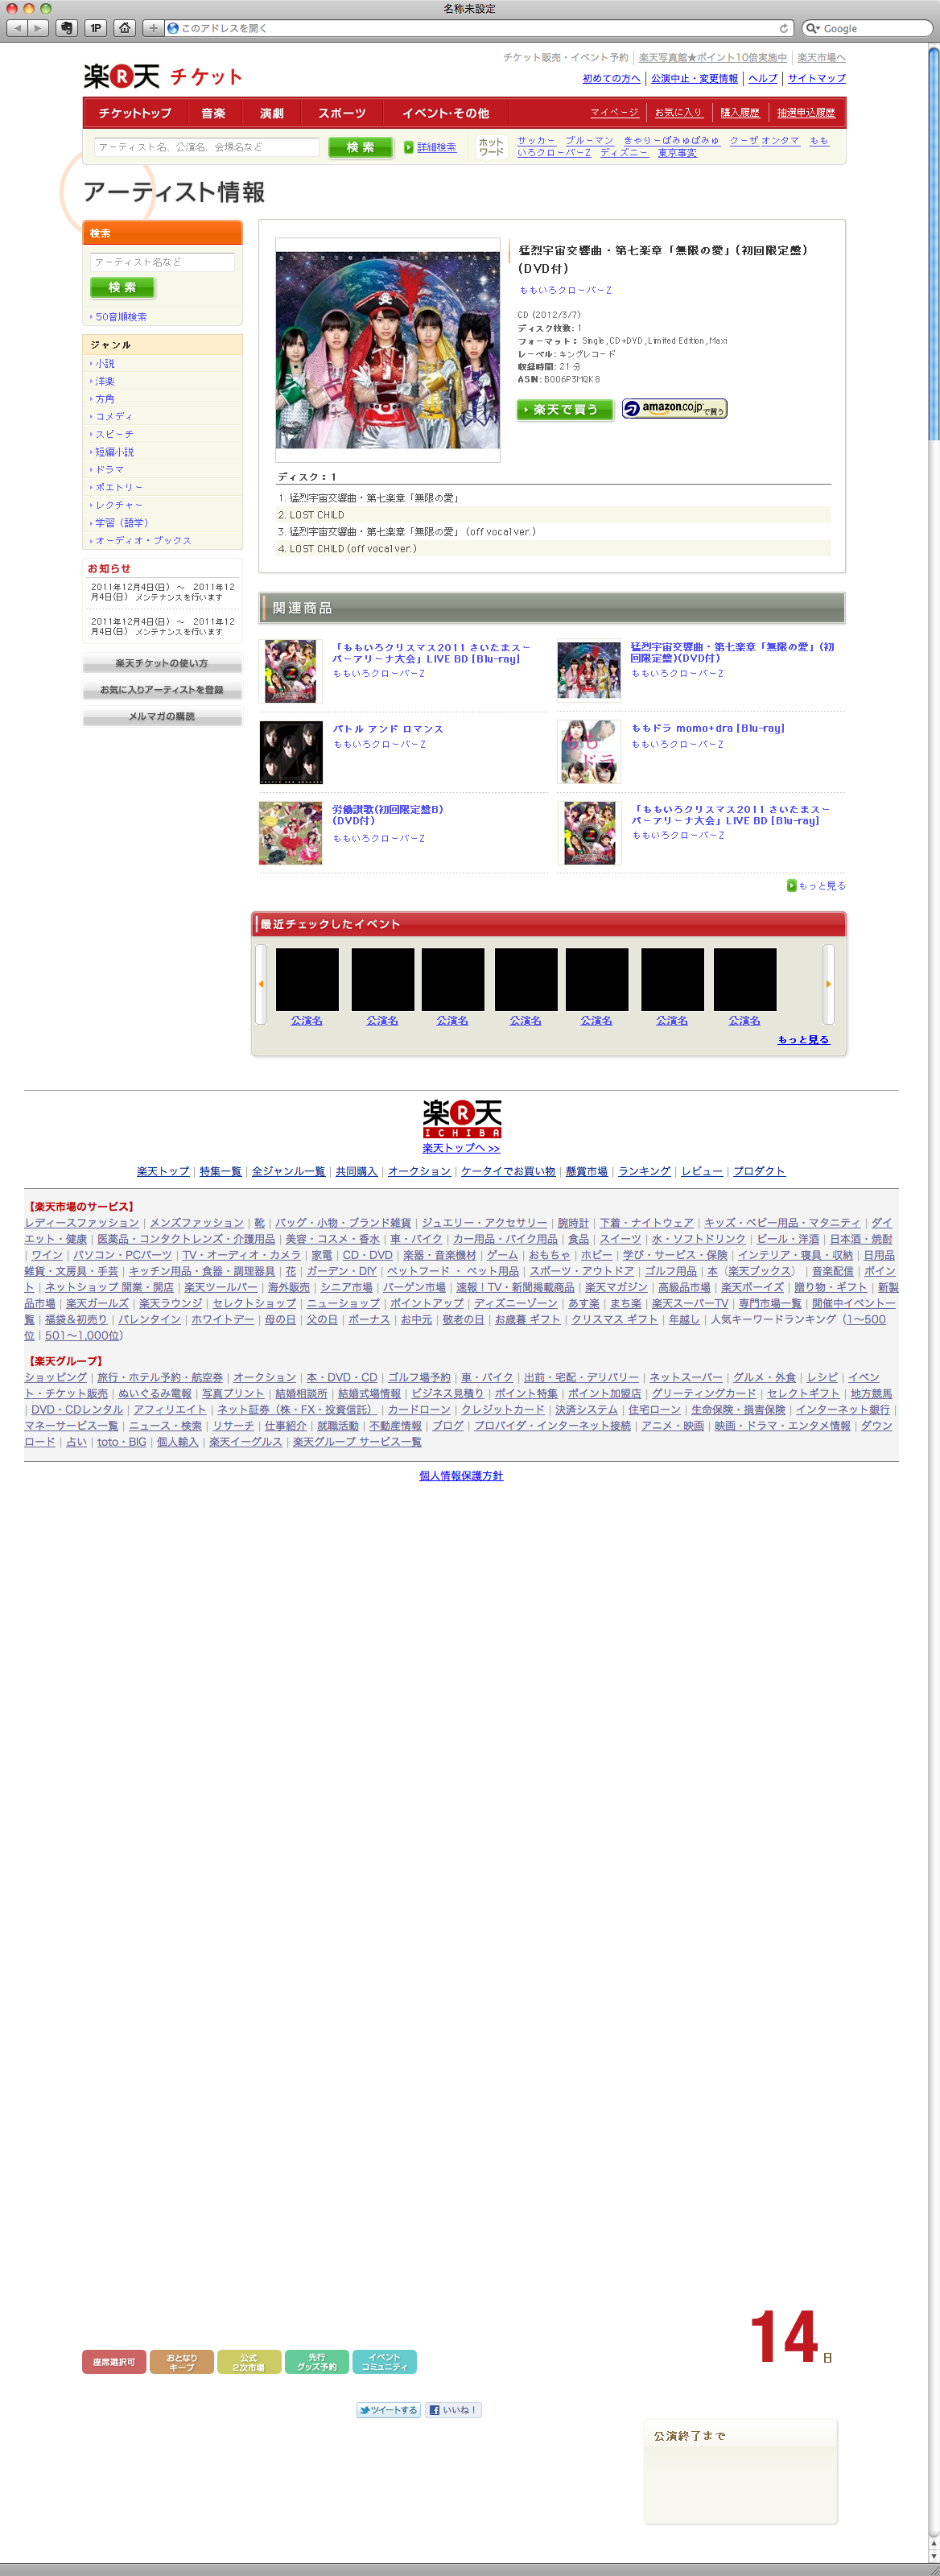 名称未設定
1P
このアドレスを開く
Google
チケット販売・イベント予約 楽天写真館★ポイント10倍実施中 楽天市場へ
楽天 チケット
初めての方へ 公演中止・変更情報 ヘルプ サイトマップ
チケットトップ 音楽 演劇 スポーツ イベント・その他 マイページ お気に入り 購入履歴 抽選申込履歴
アーティスト名、公演名、会場名など 検索 詳細検索
ホットワード
サッカー ブルーマン きゃりーぱみゅぱみゅ クーザ オンタマ もも
いろクローバーZ ディズニー 東京事変
アーティスト情報
検索
アーティスト名など
検索
50音順検索
ジャンル
小説
洋楽
方角
コメディ
スピーチ
短編小説
ドラマ
ポエトリー
レクチャー
学習（語学）
オーディオ・ブックス
お知らせ
2011年12月4日(日) ～ 2011年12
月4日(日) メンテナンスを行います
2011年12月4日(日) ～ 2011年12
月4日(日) メンテナンスを行います
楽天チケットの使い方
お気に入りアーティストを登録
メルマガの購読
猛烈宇宙交響曲・第七楽章「無限の愛」(初回限定盤)
(DVD付)
ももいろクローバーZ
CD (2012/3/7)
ディスク枚数: 1
フォーマット： Single,CD+DVD,Limited Edition,Maxi
レーベル: キングレコード
収録時間: 21 分
ASIN: B006P3MQK8
楽天で買う
amazon.co.jp で買う
ディスク：1
1. 猛烈宇宙交響曲・第七楽章「無限の愛」
2. LOST CHILD
3. 猛烈宇宙交響曲・第七楽章「無限の愛」 (off vocal ver.)
4. LOST CHILD (off vocal ver.)
関連商品
「ももいろクリスマス2011 さいたまスー
パーアリーナ大会」LIVE BD [Blu-ray]
ももいろクローバーZ
猛烈宇宙交響曲・第七楽章「無限の愛」(初
回限定盤)(DVD付)
ももいろクローバーZ
バトル アンド ロマンス
ももいろクローバーZ
ももドラ momo+dra [Blu-ray]
ももいろクローバーZ
労働讃歌(初回限定盤B)
(DVD付)
ももいろクローバーZ
「ももいろクリスマス2011 さいたまスー
パーアリーナ大会」LIVE BD [Blu-ray]
ももいろクローバーZ
もっと見る
最近チェックしたイベント
公演名 公演名 公演名 公演名 公演名 公演名 公演名
もっと見る
楽天
ICHIBA
楽天トップへ >>
楽天トップ | 特集一覧 | 全ジャンル一覧 | 共同購入 | オークション | ケータイでお買い物 | 懸賞市場 | ランキング | レビュー | プロダクト
【楽天市場のサービス】
レディースファッション | メンズファッション | 靴 | バッグ・小物・ブランド雑貨 | ジュエリー・アクセサリー | 腕時計 | 下着・ナイトウェア | キッズ・ベビー用品・マタニティ | ダイ
エット・健康 | 医薬品・コンタクトレンズ・介護用品 | 美容・コスメ・香水 | 車・バイク | カー用品・バイク用品 | 食品 | スイーツ | 水・ソフトドリンク | ビール・洋酒 | 日本酒・焼酎
| ワイン | パソコン・PCパーツ | TV・オーディオ・カメラ | 家電 | CD・DVD | 楽器・音楽機材 | ゲーム | おもちゃ | ホビー | 学び・サービス・保険 | インテリア・寝具・収納 | 日用品
雑貨・文房具・手芸 | キッチン用品・食器・調理器具 | 花 | ガーデン・DIY | ペットフード ・ ペット用品 | スポーツ・アウトドア | ゴルフ用品 | 本（楽天ブックス） | 音楽配信 | ポイン
ト | ネットショップ 開業・開店 | 楽天ツールバー | 海外販売 | シニア市場 | バーゲン市場 | 速報！TV・新聞掲載商品 | 楽天マガジン | 高級品市場 | 楽天ボーイズ | 贈り物・ギフト | 新製
品市場 | 楽天ガールズ | 楽天ラウンジ | セレクトショップ | ニューショップ | ポイントアップ | ディズニーゾーン | あす楽 | まち楽 | 楽天スーパーTV | 専門市場一覧 | 開催中イベント一
覧 | 福袋＆初売り | バレンタイン | ホワイトデー | 母の日 | 父の日 | ボーナス | お中元 | 敬老の日 | お歳暮 ギフト | クリスマス ギフト | 年越し | 人気キーワードランキング（1～500
位 | 501～1,000位）
【楽天グループ】
ショッピング | 旅行・ホテル予約・航空券 | オークション | 本・DVD・CD | ゴルフ場予約 | 車・バイク | 出前・宅配・デリバリー | ネットスーパー | グルメ・外食 | レシピ | イベン
ト・チケット販売 | ぬいぐるみ電報 | 写真プリント | 結婚相談所 | 結婚式場情報 | ビジネス見積り | ポイント特集 | ポイント加盟店 | グリーティングカード | セレクトギフト | 地方競馬
| DVD・CDレンタル | アフィリエイト | ネット証券（株・FX・投資信託） | カードローン | クレジットカード | 決済システム | 住宅ローン | 生命保険・損害保険 | インターネット銀行 |
マネーサービス一覧 | ニュース・検索 | リサーチ | 仕事紹介 | 就職活動 | 不動産情報 | ブログ | プロバイダ・インターネット接続 | アニメ・映画 | 映画・ドラマ・エンタメ情報 | ダウン
ロード | 占い | toto・BIG | 個人輸入 | 楽天イーグルス | 楽天グループ サービス一覧
個人情報保護方針
14日
座席選択可
おとなりキープ
公式2次市場
先行グッズ予約
イベントコミュニティ
ツイートする
いいね！
公演終了まで